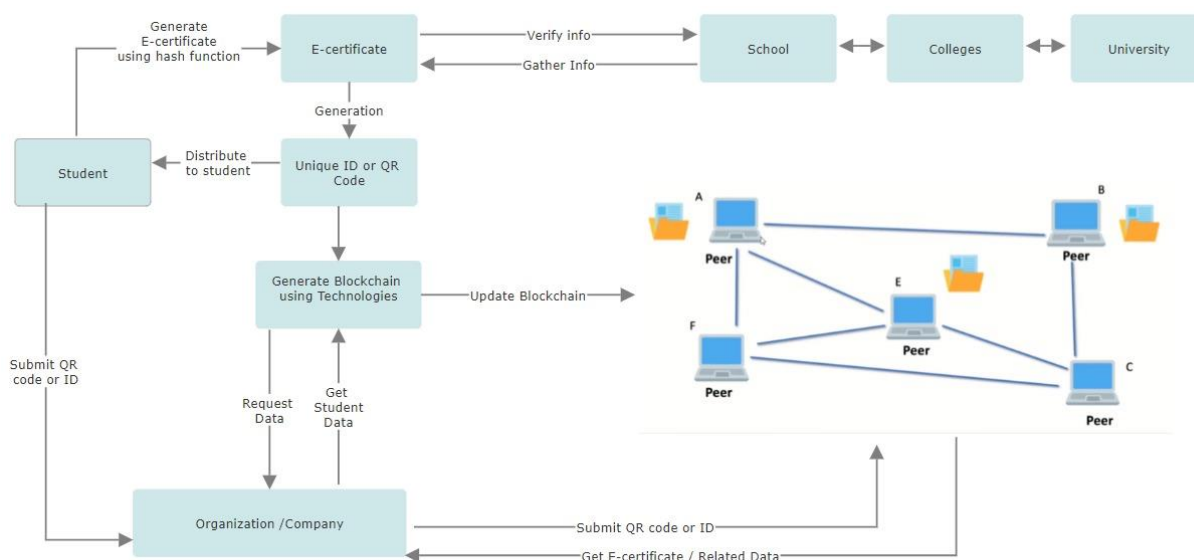 Generate
E-certificate
using hash function
E-certificate
Verify info
Gather Info
School
Colleges
University
Generation
Student
Distribute
to student
Unique ID or QR
Code
Generate Blockchain
using Technologies
Update Blockchain
A
Peer
B
Peer
E
Peer
F
Peer
C
Peer
Submit QR
code or ID
Request
Data
Get
Student
Data
Organization /Company
Submit QR code or ID
Get E-certificate / Related Data